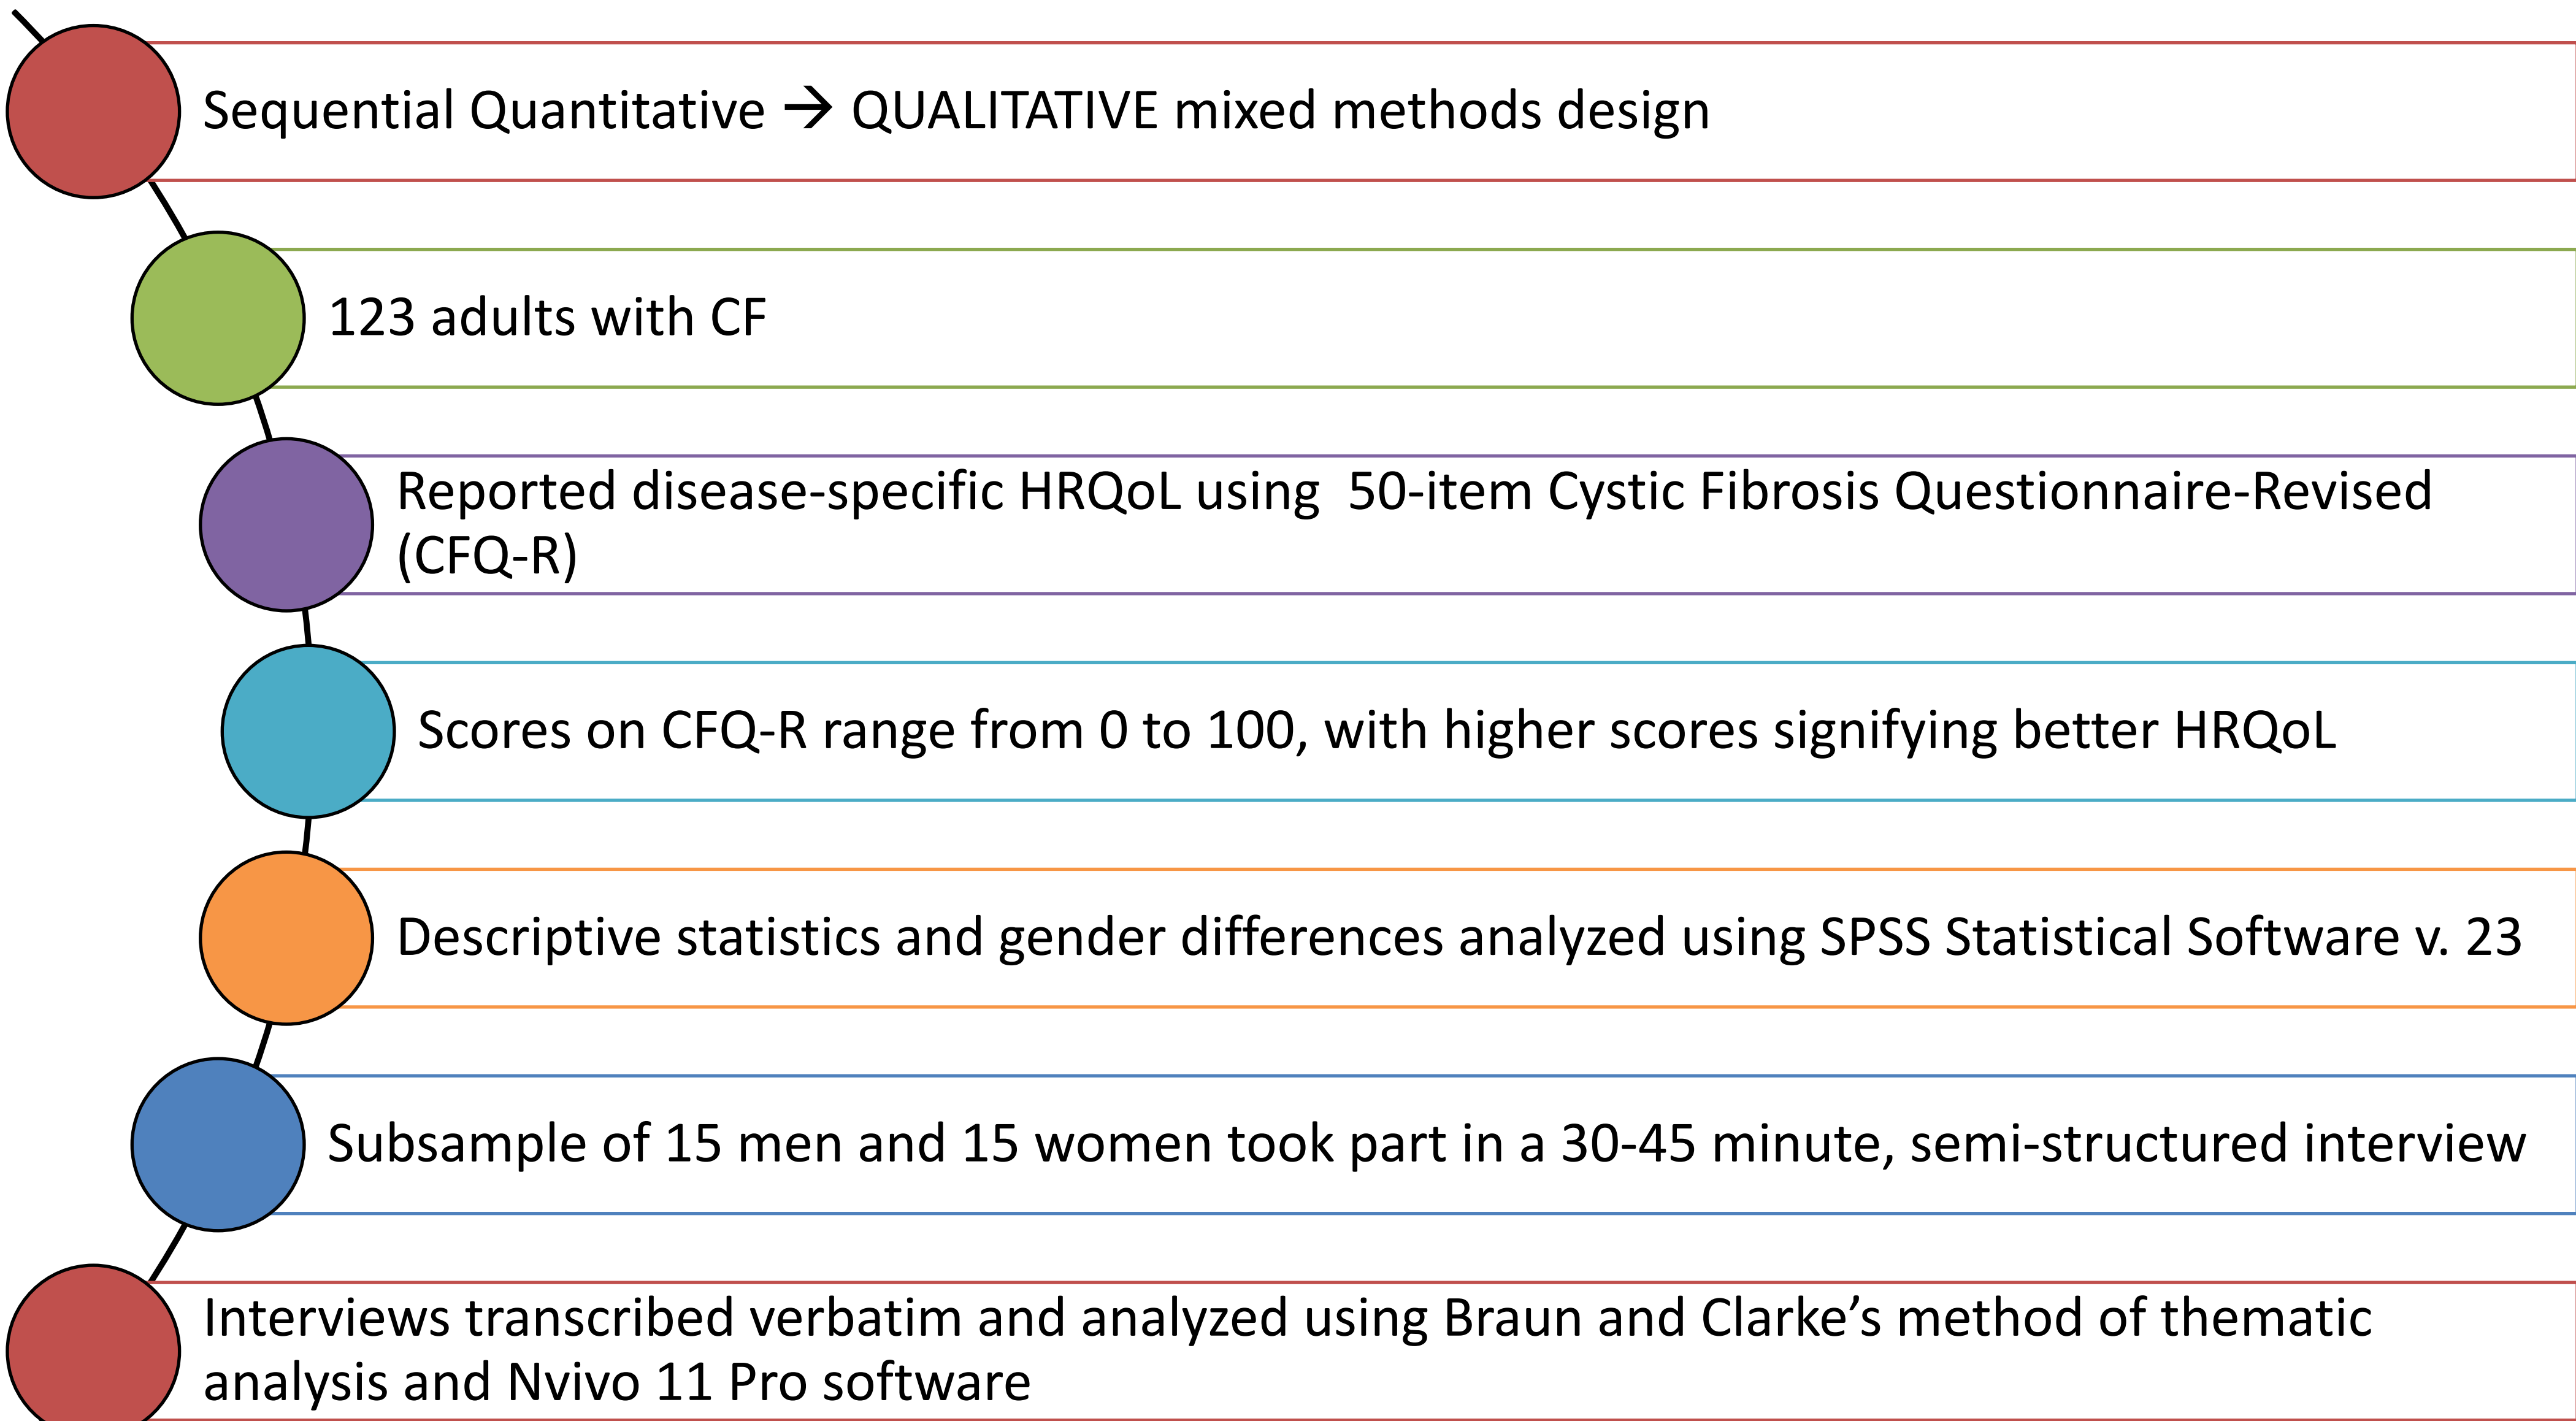 Sequential Quantitative → QUALITATIVE mixed methods design
123 adults with CF
Reported disease-specific HRQoL using  50-item Cystic Fibrosis Questionnaire-Revised
(CFQ-R)
Scores on CFQ-R range from 0 to 100, with higher scores signifying better HRQoL
Descriptive statistics and gender differences analyzed using SPSS Statistical Software v. 23
Subsample of 15 men and 15 women took part in a 30-45 minute, semi-structured interview
Interviews transcribed verbatim and analyzed using Braun and Clarke’s method of thematic
analysis and Nvivo 11 Pro software